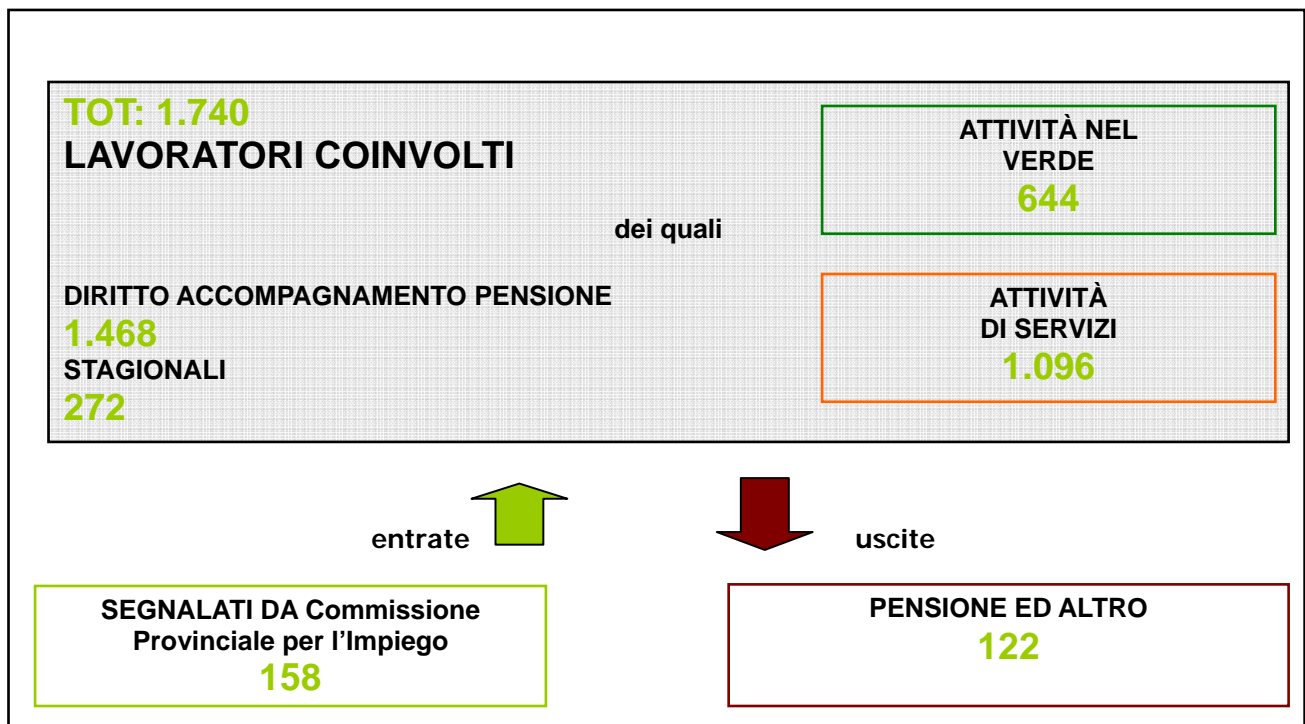 TOT: 1.740
LAVORATORI COINVOLTI
dei quali
DIRITTO ACCOMPAGNAMENTO PENSIONE
1.468
STAGIONALI
272
ATTIVITÀ NEL
VERDE
644
ATTIVITÀ
DI SERVIZI
1.096
entrate
uscite
SEGNALATI DA Commissione
Provinciale per l'Impiego
158
PENSIONE ED ALTRO
122